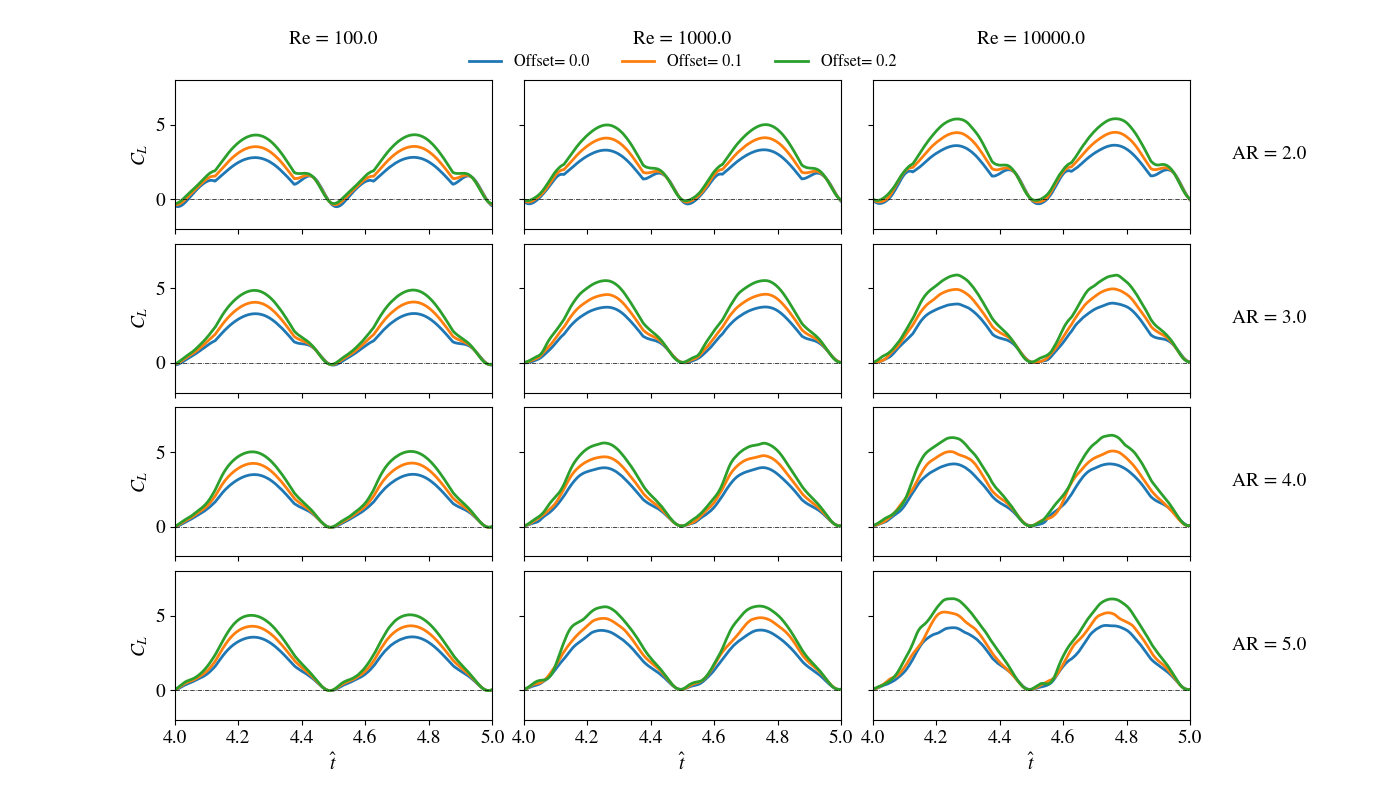 Re = 100.0 Re = 1000.0 Re = 10000.0
Offset= 0.0 Offset= 0.1 Offset= 0.2
5
0
C_L
AR = 2.0
5
0
C_L
AR = 3.0
5
0
C_L
AR = 4.0
5
0
C_L
AR = 5.0
4.0 4.2 4.4 4.6 4.8 5.0 4.0 4.2 4.4 4.6 4.8 5.0 4.0 4.2 4.4 4.6 4.8 5.0
t̂ t̂ t̂